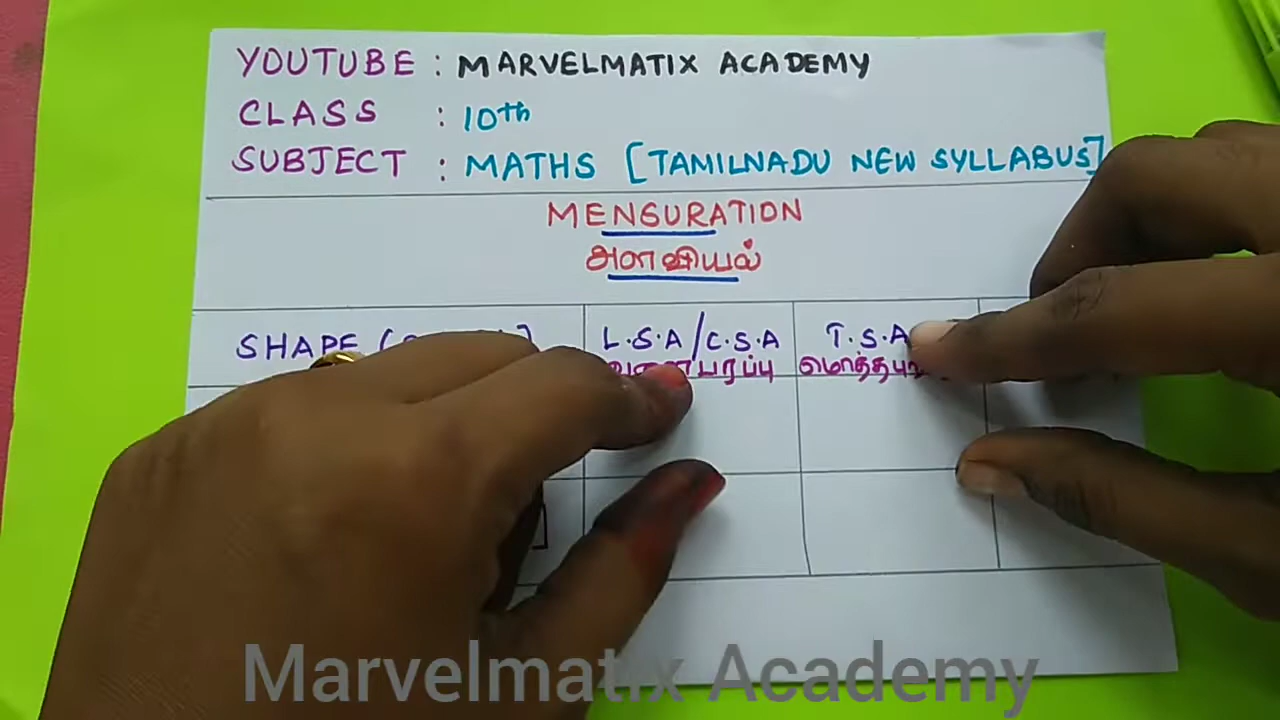 YOUTUBE : MARVELMATIX ACADEMY
CLASS : 10th
SUBJECT : MATHS [TAMILNADU NEW SYLLABUS]
MENSURATION
அளவியல்
SHAPE L.S.A/C.S.A T.S.A
Marvelmatix Academy